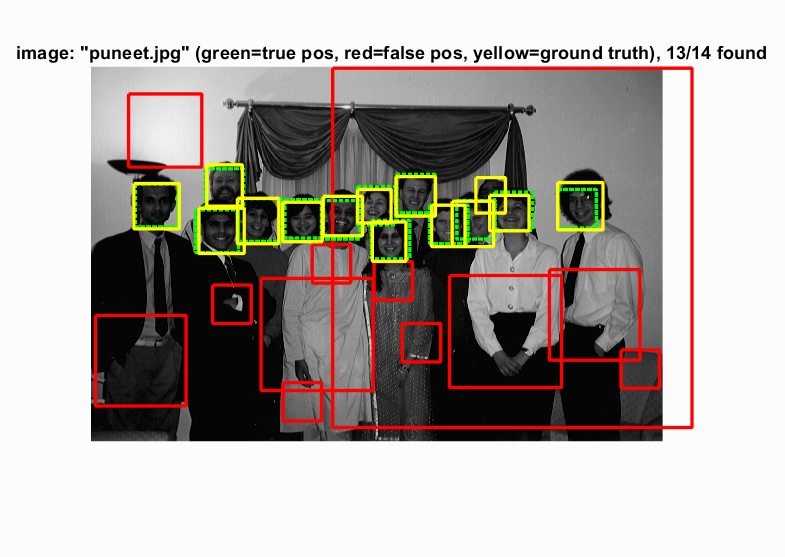 image: "puneet.jpg" (green=true pos, red=false pos, yellow=ground truth), 13/14 found